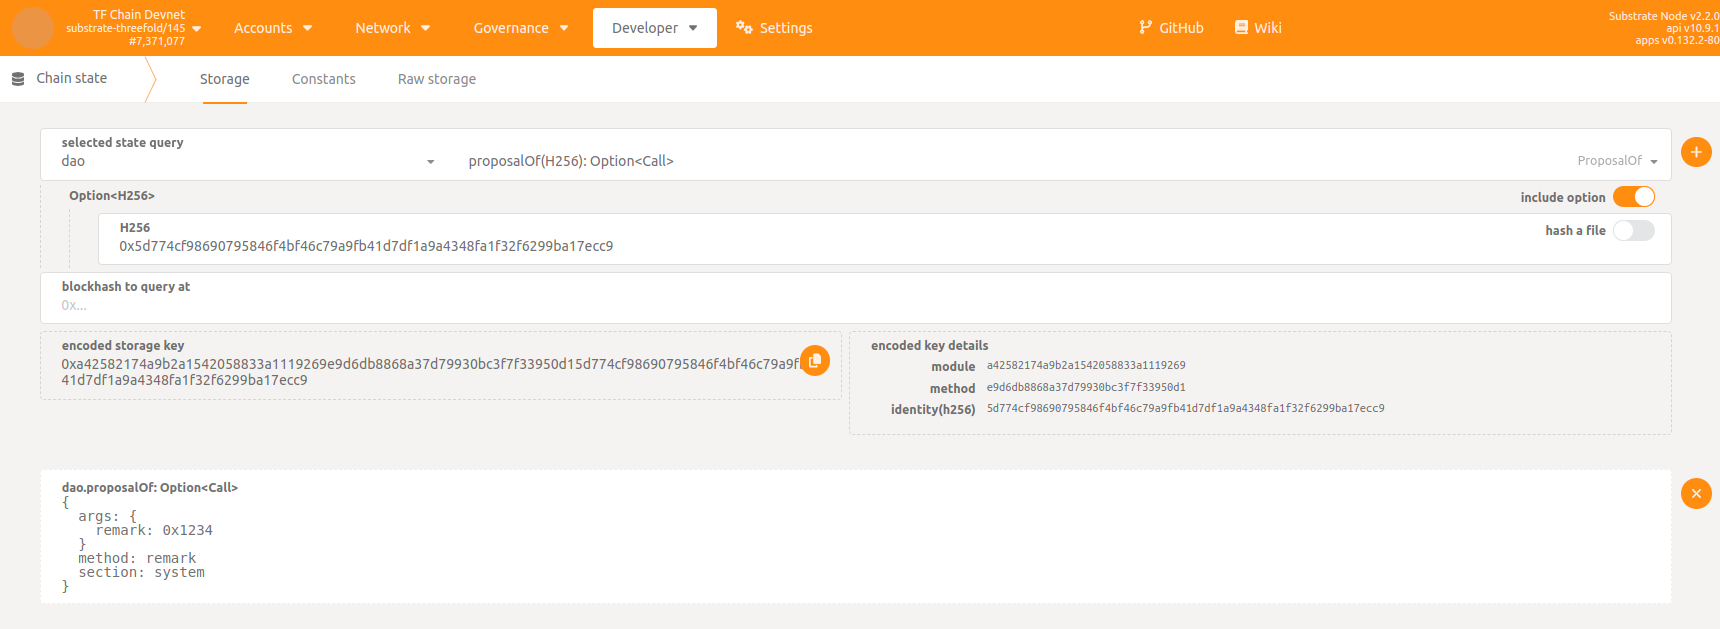 TF Chain Devnet
substrate-threefold/145
#7,371,077
Accounts
Network
Governance
Developer
Settings
GitHub
Wiki
Substrate Node v2.2.0
api v10.9.1
apps v0.132.2-80
Chain state
Storage
Constants
Raw storage
selected state query
dao
proposalOf(H256): Option<Call>
ProposalOf
Option<H256>
include option
H256
0x5d774cf98690795846f4bf46c79a9fb41d7df1a9a4348fa1f32f6299ba17ecc9
hash a file
blockhash to query at
0x...
encoded storage key
0xa42582174a9b2a1542058833a1119269e9d6db8868a37d79930bc3f7f33950d15d774cf98690795846f4bf46c79a9fb
41d7df1a9a4348fa1f32f6299ba17ecc9
encoded key details
module a42582174a9b2a1542058833a1119269
method e9d6db8868a37d79930bc3f7f33950d1
identity(h256) 5d774cf98690795846f4bf46c79a9fb41d7df1a9a4348fa1f32f6299ba17ecc9
dao.proposalOf: Option<Call>
{
args: {
remark: 0x1234
}
method: remark
section: system
}